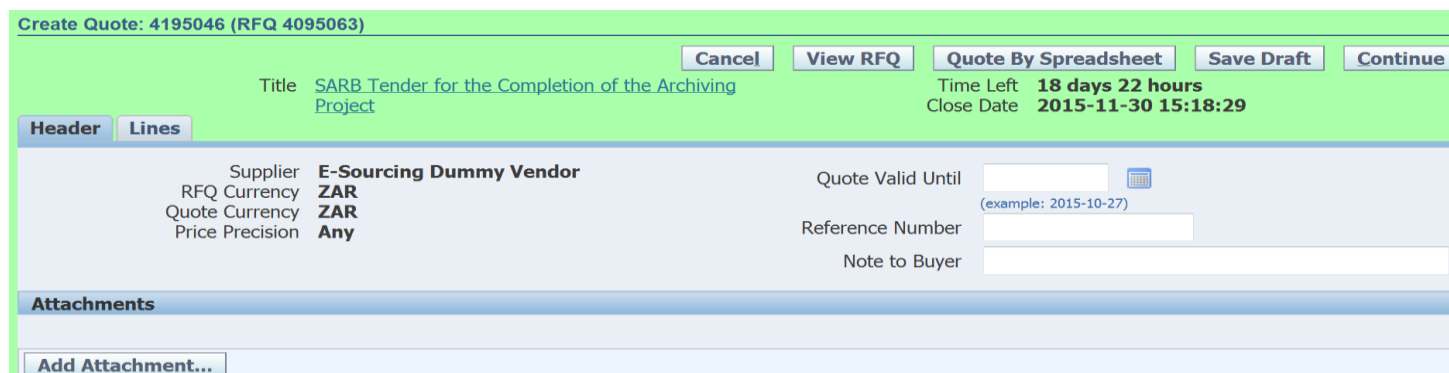 Create Quote: 4195046 (RFQ 4095063)
Cancel View RFQ Quote By Spreadsheet Save Draft Continue
Title SARB Tender for the Completion of the Archiving Project
Time Left 18 days 22 hours
Close Date 2015-11-30 15:18:29
Header Lines
Supplier E-Sourcing Dummy Vendor
RFQ Currency ZAR
Quote Currency ZAR
Price Precision Any
Quote Valid Until
(example: 2015-10-27)
Reference Number
Note to Buyer
Attachments
Add Attachment...